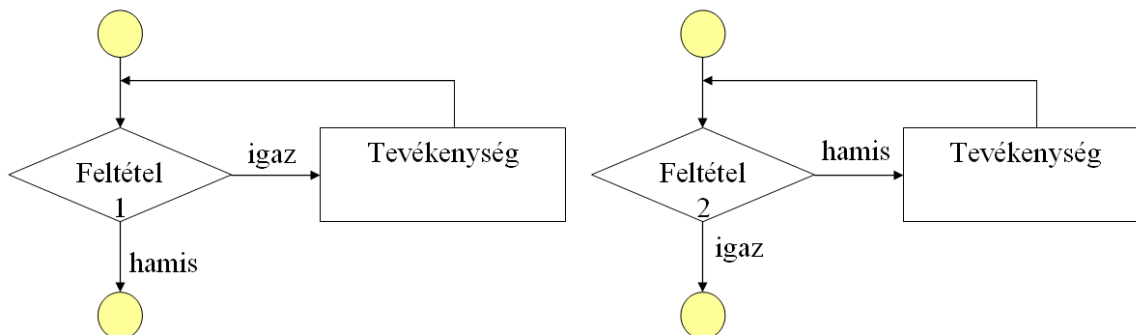 igaz
Tevékenység
Feltétel
1
hamis
hamis
Tevékenység
Feltétel
2
igaz